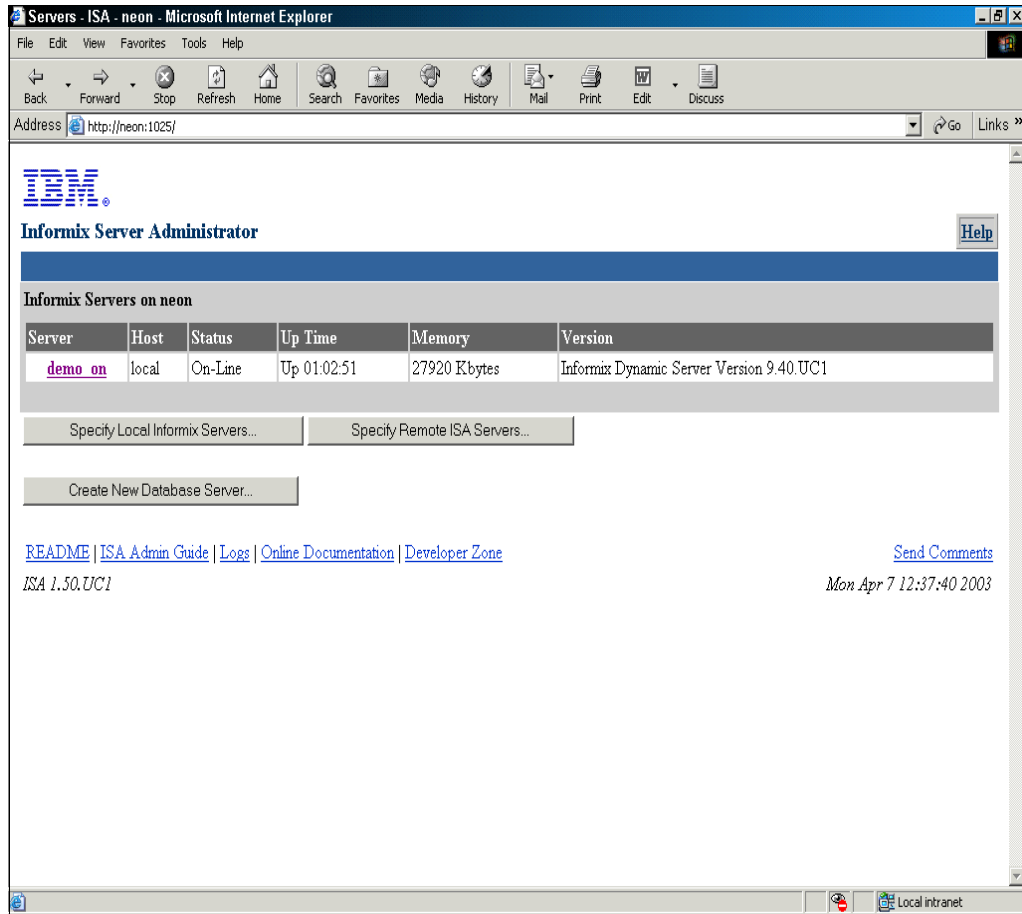 Servers - ISA - neon - Microsoft Internet Explorer
File Edit View Favorites Tools Help
Back Forward Stop Refresh Home Search Favorites Media History Mail Print Edit Discuss
Address http://neon:1025/ Go Links »
IBM®
Informix Server Administrator Help
Informix Servers on neon
Server Host Status Up Time Memory Version
demo_on local On-Line Up 01:02:51 27920 Kbytes Informix Dynamic Server Version 9.40.UC1
Specify Local Informix Servers... Specify Remote ISA Servers...
Create New Database Server...
README | ISA Admin Guide | Logs | Online Documentation | Developer Zone Send Comments
ISA 1.50.UC1 Mon Apr 7 12:37:40 2003
Local intranet